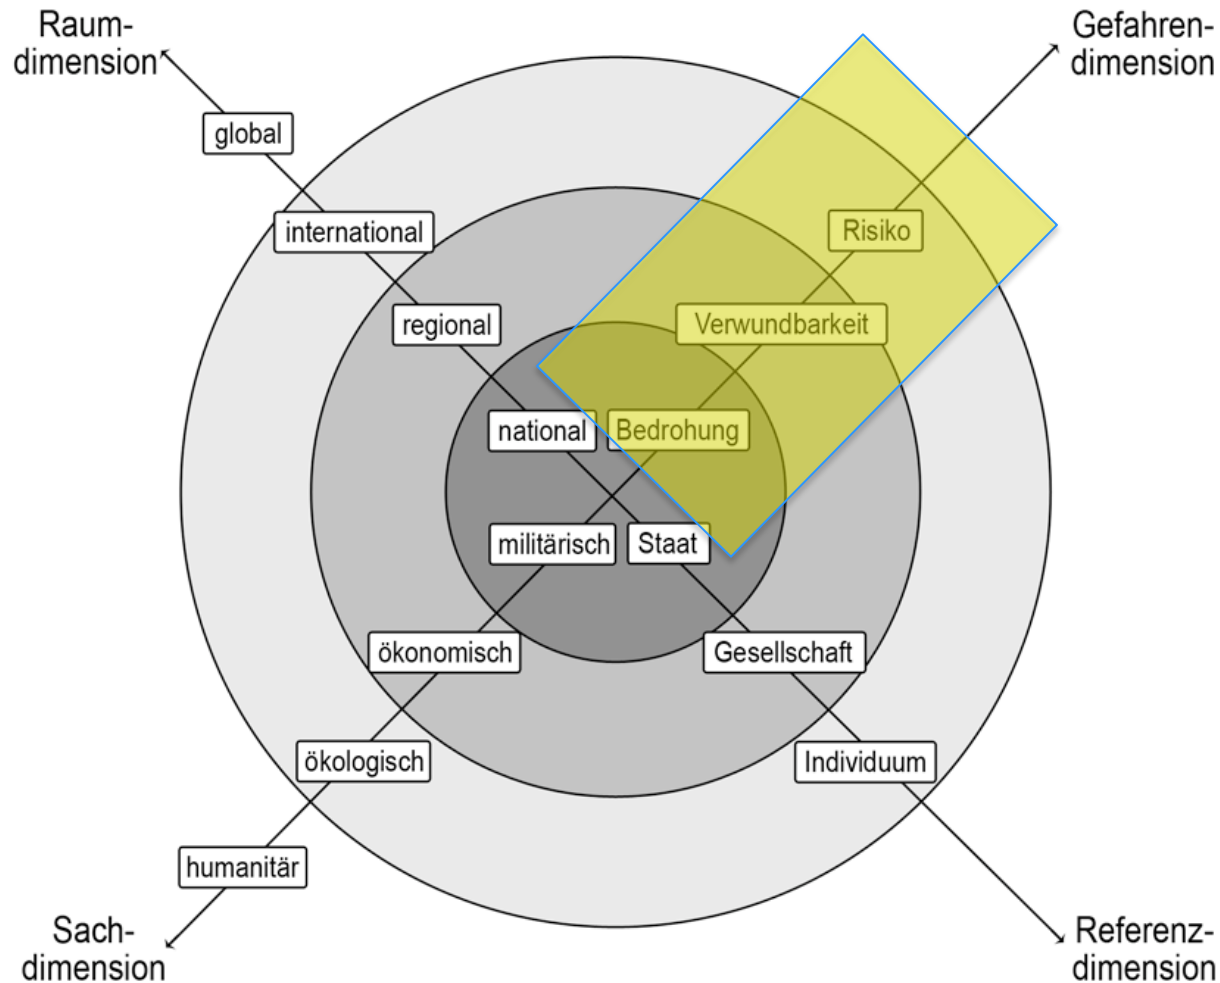 Raum-
dimension
Gefahren-
dimension
global
international
Risiko
regional
Verwundbarkeit
national
Bedrohung
militärisch
Staat
ökonomisch
Gesellschaft
ökologisch
Individuum
humanitär
Sach-
dimension
Referenz-
dimension